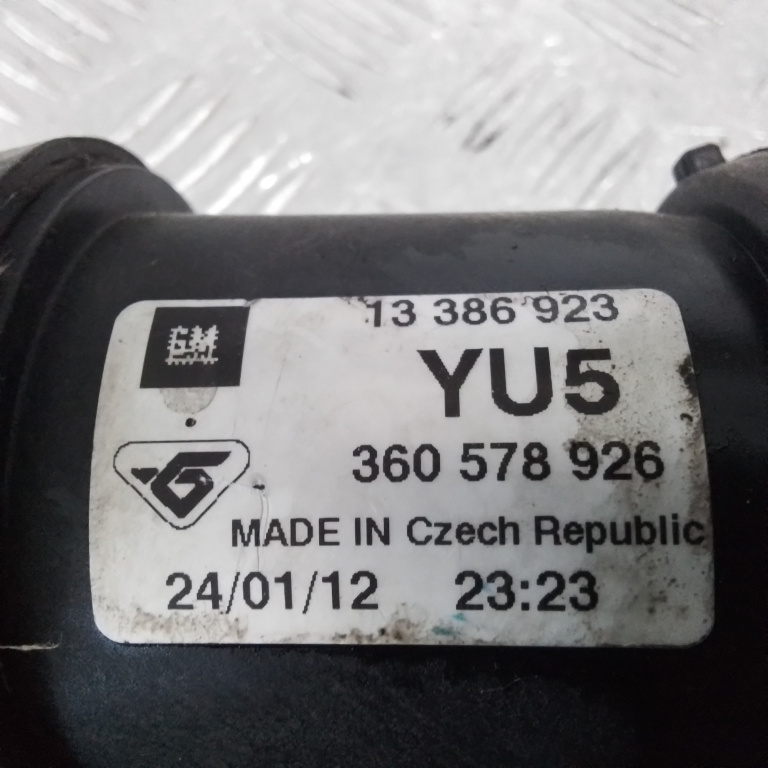 13 386 923
GM
YU5
360 578 926
MADE IN Czech Republic
24/01/12 23:23